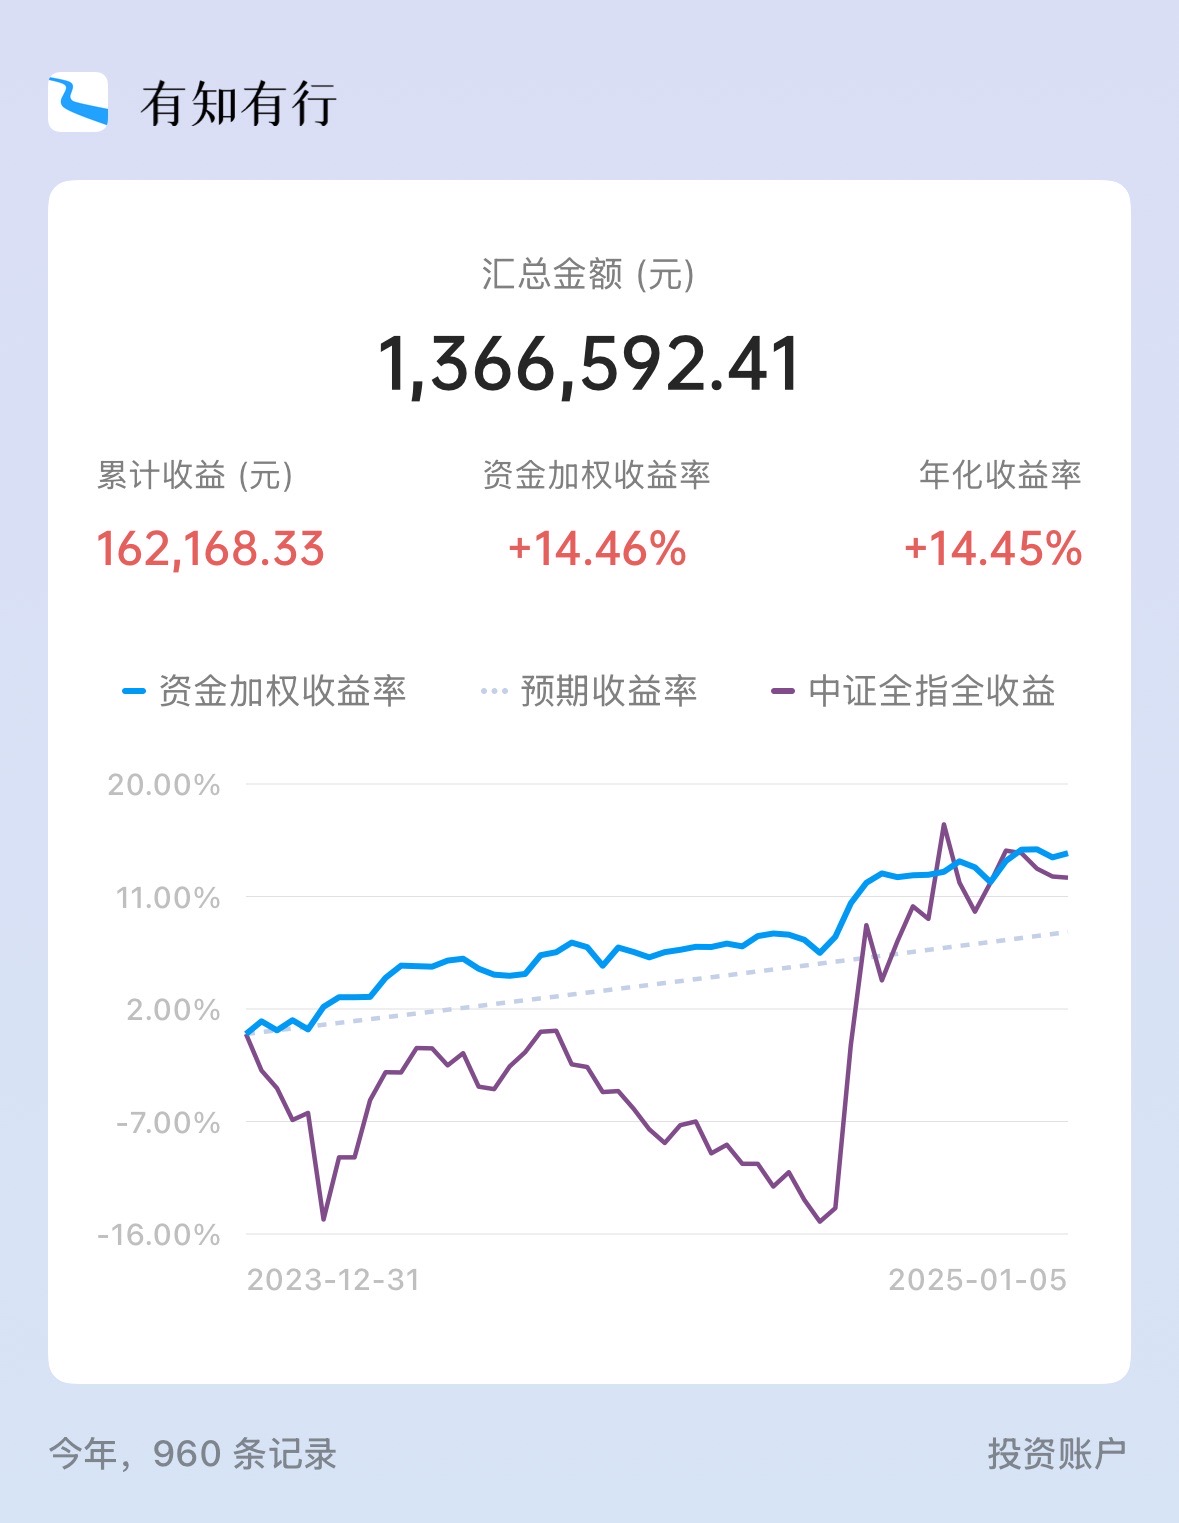 有知有行
汇总金额 (元)
1,366,592.41
累计收益 (元) 资金加权收益率 年化收益率
162,168.33 +14.46% +14.45%
资金加权收益率 预期收益率 中证全指全收益
20.00%
11.00%
2.00%
-7.00%
-16.00%
2023-12-31 2025-01-05
今年，960 条记录 投资账户